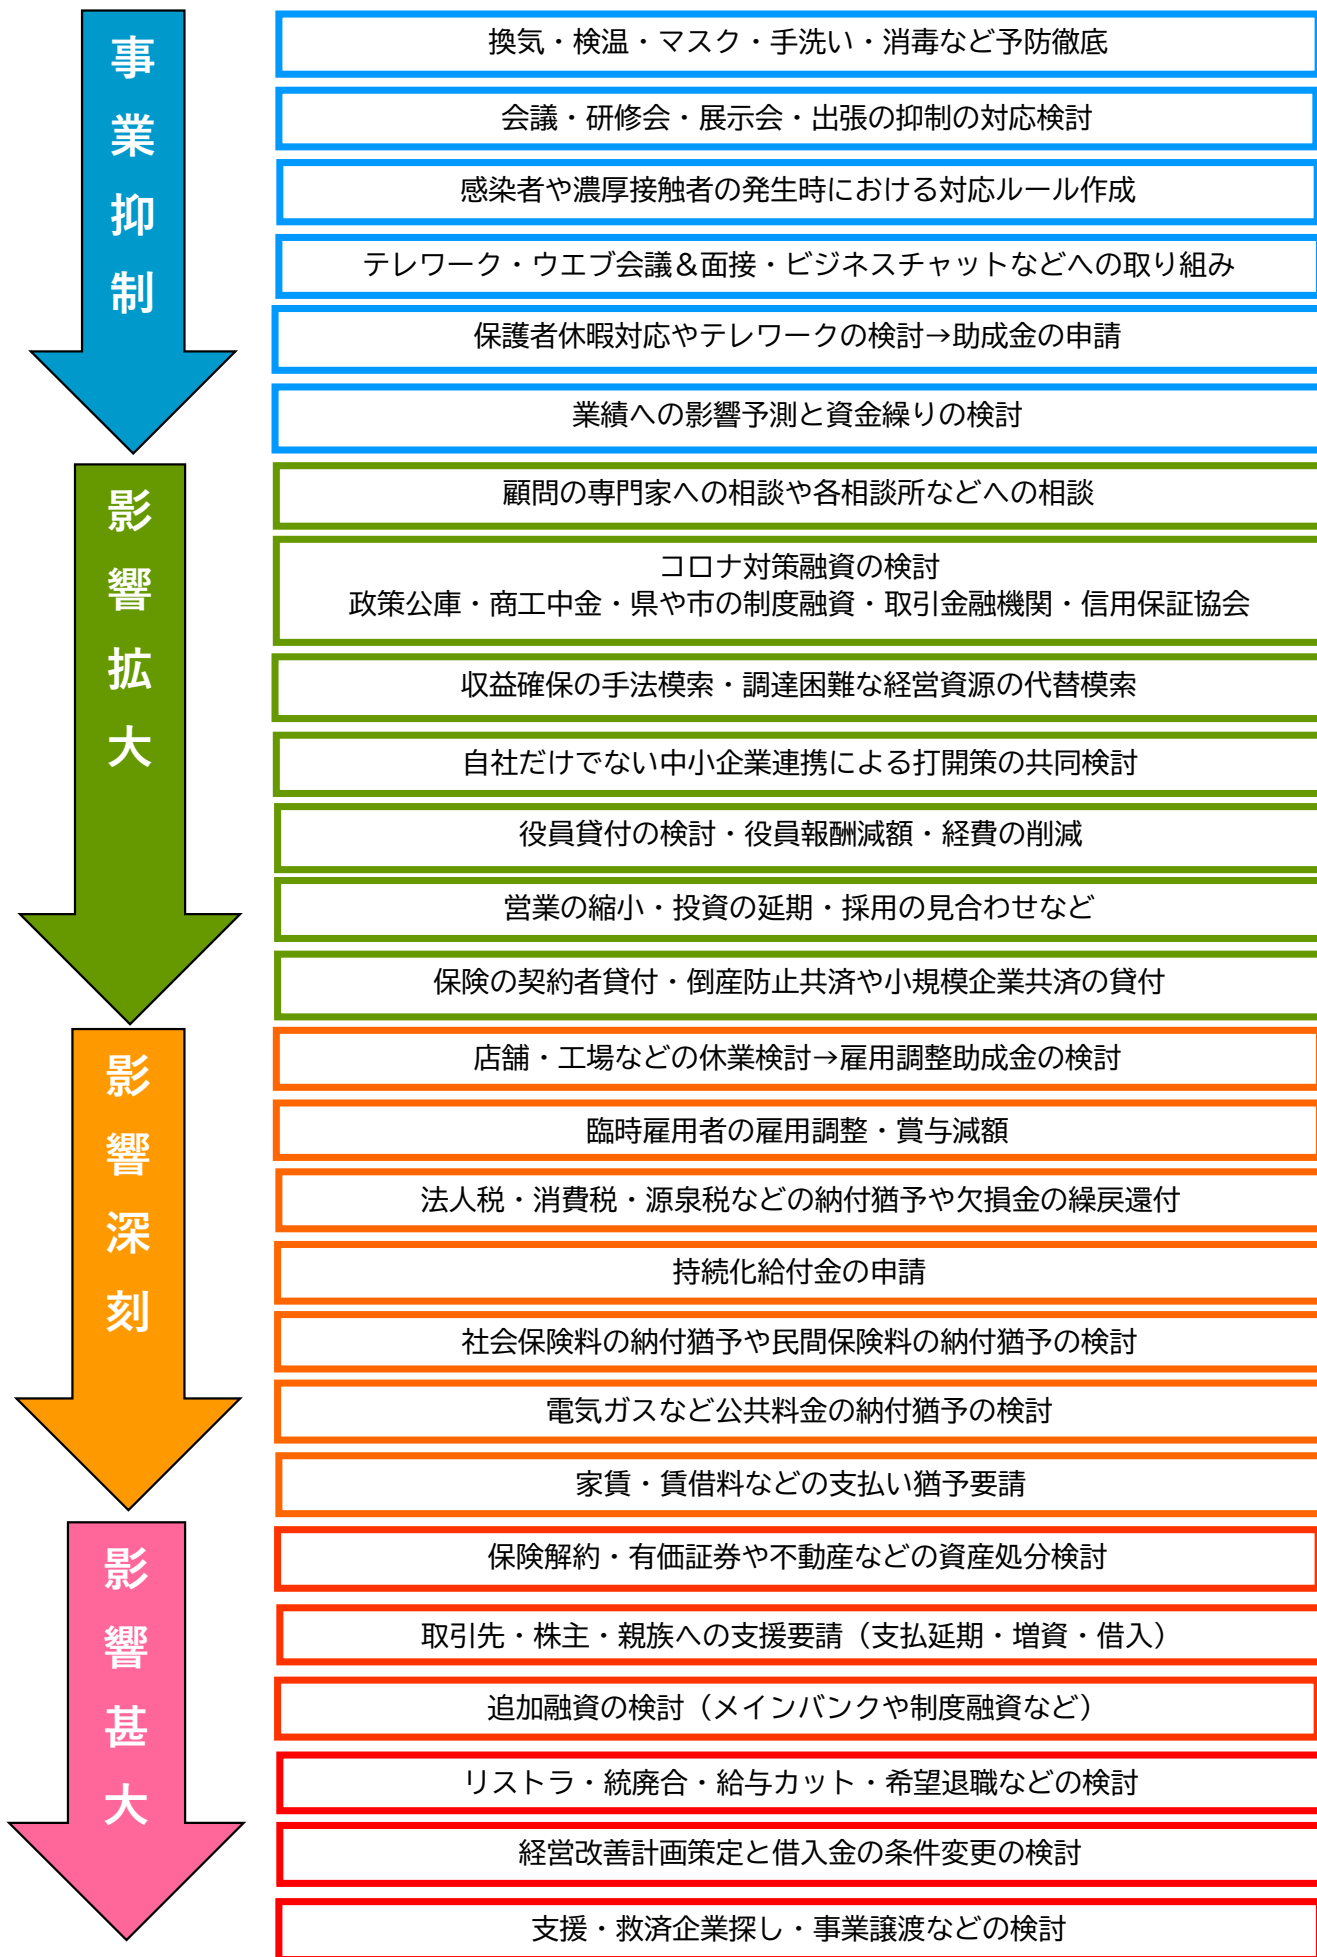 事業抑制
換気・検温・マスク・手洗い・消毒など予防徹底
会議・研修会・展示会・出張の抑制の対応検討
感染者や濃厚接触者の発生時における対応ルール作成
テレワーク・ウエブ会議＆面接・ビジネスチャットなどへの取り組み
保護者休暇対応やテレワークの検討→助成金の申請
業績への影響予測と資金繰りの検討
影響拡大
顧問の専門家への相談や各相談所などへの相談
コロナ対策融資の検討
政策公庫・商工中金・県や市の制度融資・取引金融機関・信用保証協会
収益確保の手法模索・調達困難な経営資源の代替模索
自社だけでない中小企業連携による打開策の共同検討
役員貸付の検討・役員報酬減額・経費の削減
営業の縮小・投資の延期・採用の見合わせなど
保険の契約者貸付・倒産防止共済や小規模企業共済の貸付
影響深刻
店舗・工場などの休業検討→雇用調整助成金の検討
臨時雇用者の雇用調整・賞与減額
法人税・消費税・源泉税などの納付猶予や欠損金の繰戻還付
持続化給付金の申請
社会保険料の納付猶予や民間保険料の納付猶予の検討
電気ガスなど公共料金の納付猶予の検討
家賃・賃借料などの支払い猶予要請
影響甚大
保険解約・有価証券や不動産などの資産処分検討
取引先・株主・親族への支援要請（支払延期・増資・借入）
追加融資の検討（メインバンクや制度融資など）
リストラ・統廃合・給与カット・希望退職などの検討
経営改善計画策定と借入金の条件変更の検討
支援・救済企業探し・事業譲渡などの検討